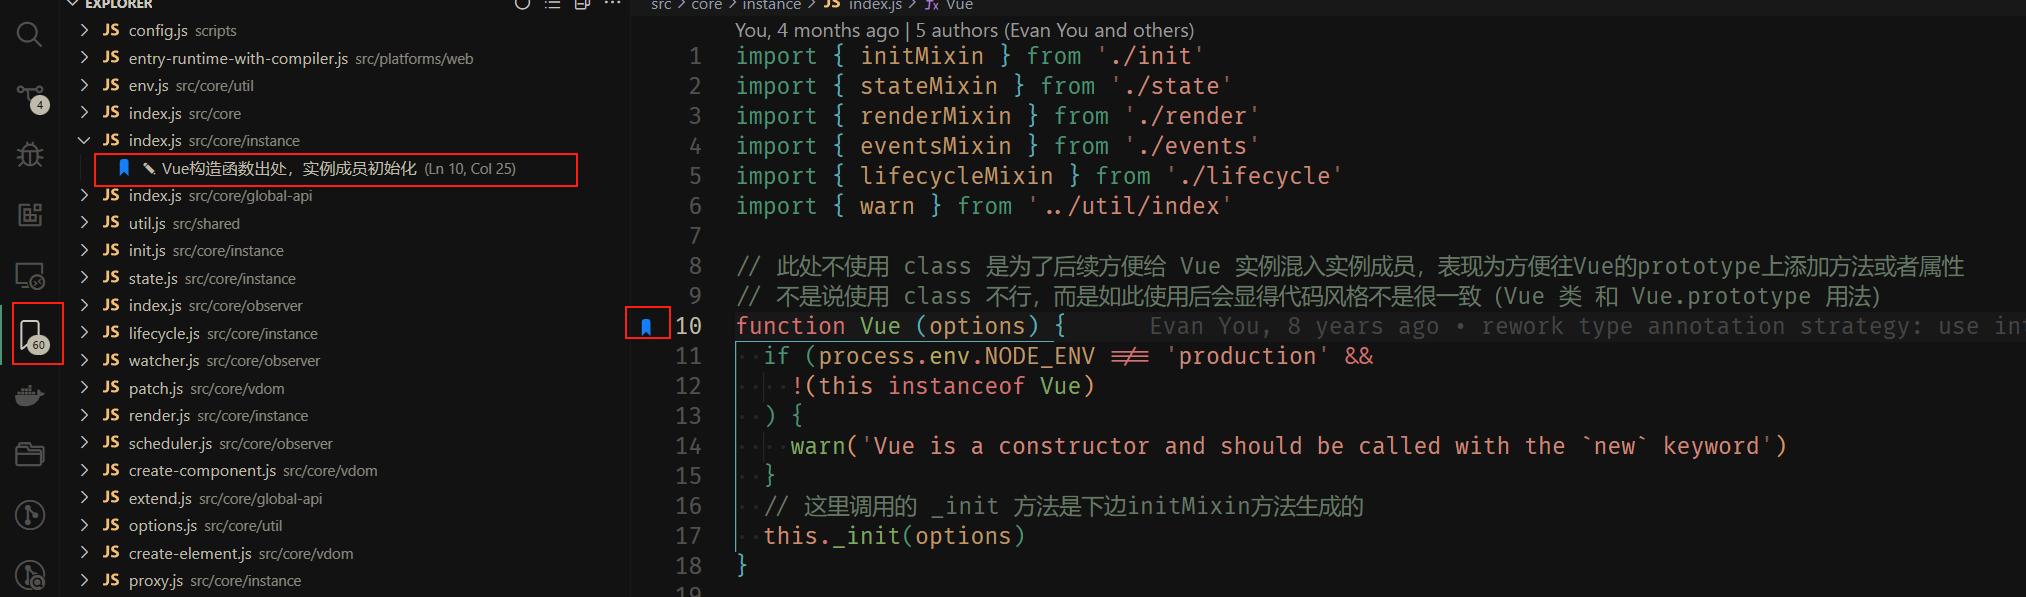 EXPLORER
JS config.js scripts
JS entry-runtime-with-compiler.js src/platforms/web
JS env.js src/core/util
JS index.js src/core
JS index.js src/core/instance
Vue构造函数出处，实例成员初始化 (Ln 10, Col 25)
JS index.js src/core/global-api
JS util.js src/shared
JS init.js src/core/instance
JS state.js src/core/instance
JS index.js src/core/observer
JS lifecycle.js src/core/instance
JS watcher.js src/core/observer
JS patch.js src/core/vdom
JS render.js src/core/instance
JS scheduler.js src/core/observer
JS create-component.js src/core/vdom
JS extend.js src/core/global-api
JS options.js src/core/util
JS create-element.js src/core/vdom
JS proxy.js src/core/instance
4
60
src > core > instance > JS index.js > Vue
You, 4 months ago | 5 authors (Evan You and others)
1 import { initMixin } from './init'
2 import { stateMixin } from './state'
3 import { renderMixin } from './render'
4 import { eventsMixin } from './events'
5 import { lifecycleMixin } from './lifecycle'
6 import { warn } from '../util/index'
7
8 // 此处不使用 class 是为了后续方便给 Vue 实例混入实例成员，表现为方便往Vue的prototype上添加方法或者属性
9 // 不是说使用 class 不行，而是如此使用后会显得代码风格不是很一致（Vue 类 和 Vue.prototype 用法）
10 function Vue (options) { Evan You, 8 years ago • rework type annotation strategy: use int
11 if (process.env.NODE_ENV !== 'production' &&
12 !(this instanceof Vue)
13 ) {
14 warn('Vue is a constructor and should be called with the `new` keyword')
15 }
16 // 这里调用的 _init 方法是下边initMixin方法生成的
17 this._init(options)
18 }
19